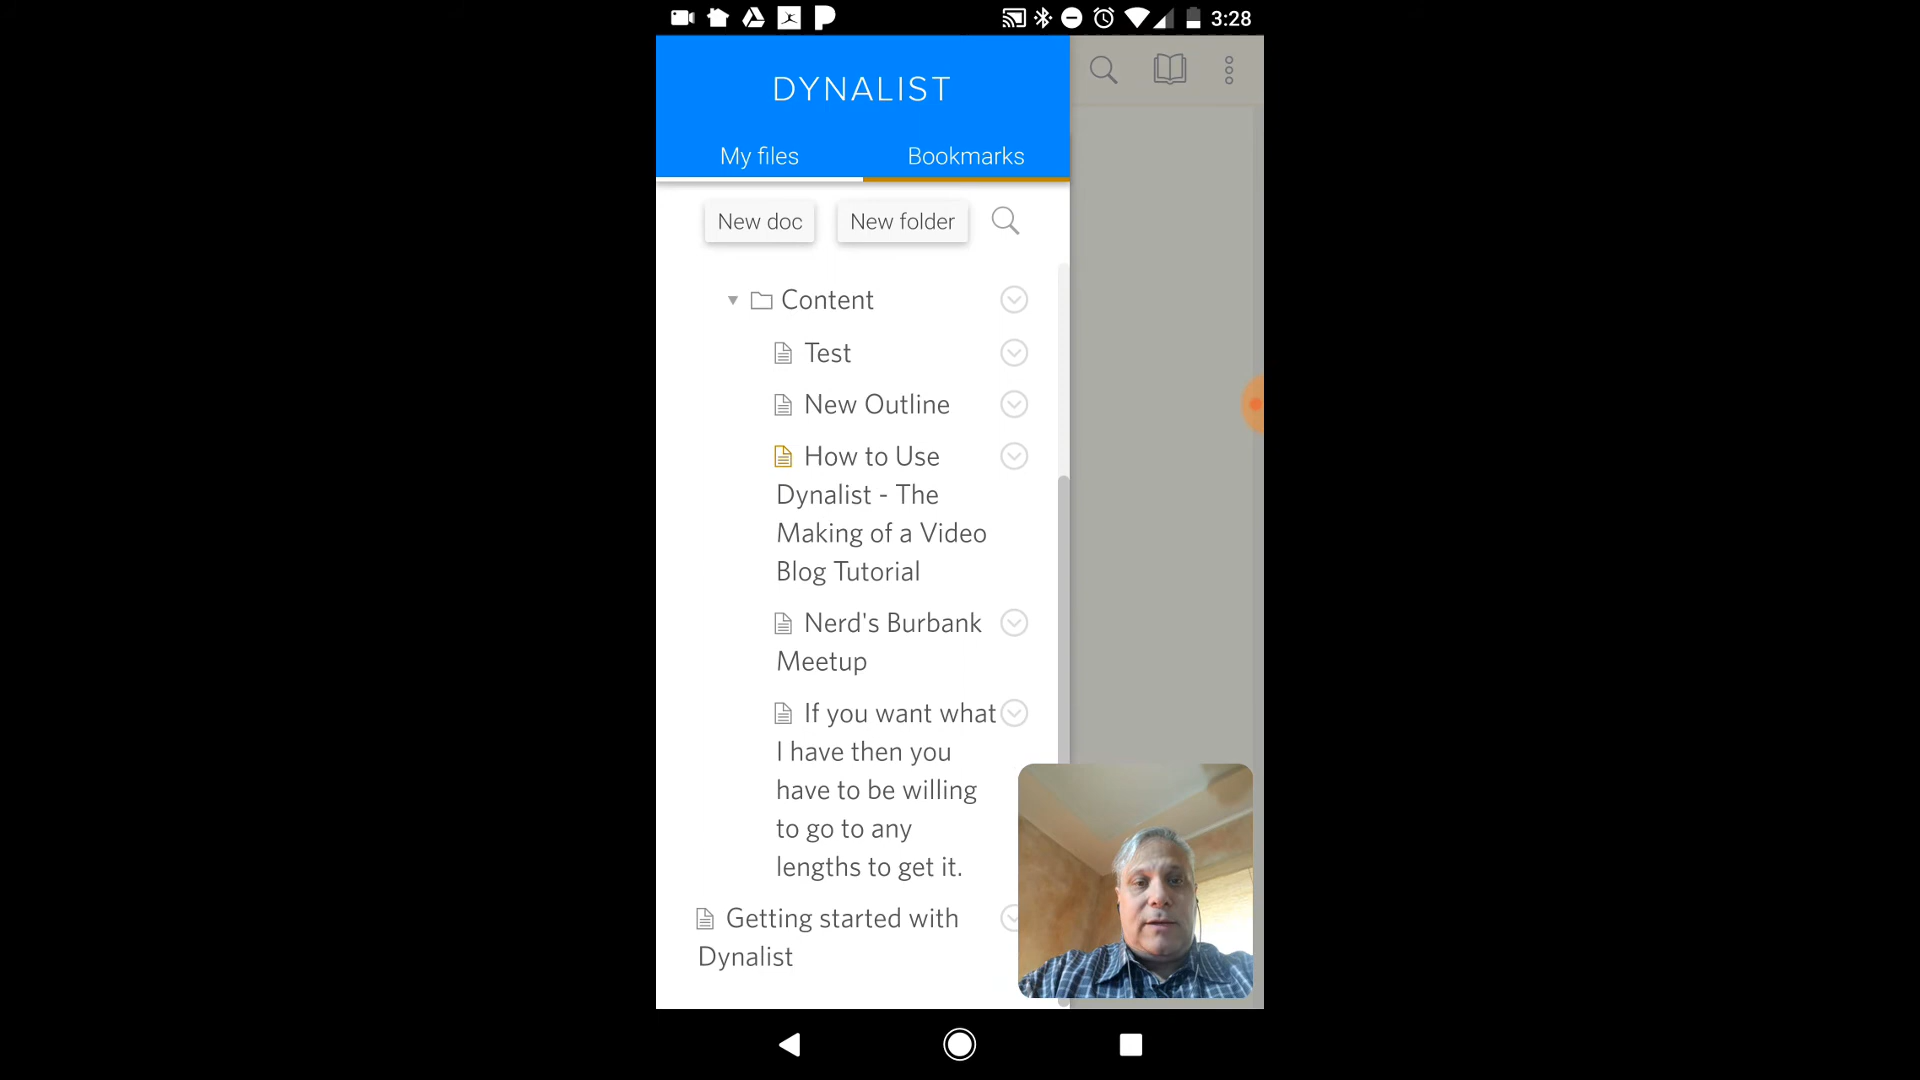 3:28
DYNALIST
My files
Bookmarks
New doc
New folder
Content
Test
New Outline
How to Use
Dynalist - The
Making of a Video
Blog Tutorial
Nerd's Burbank
Meetup
If you want what
I have then you
have to be willing
to go to any
lengths to get it.
Getting started with
Dynalist